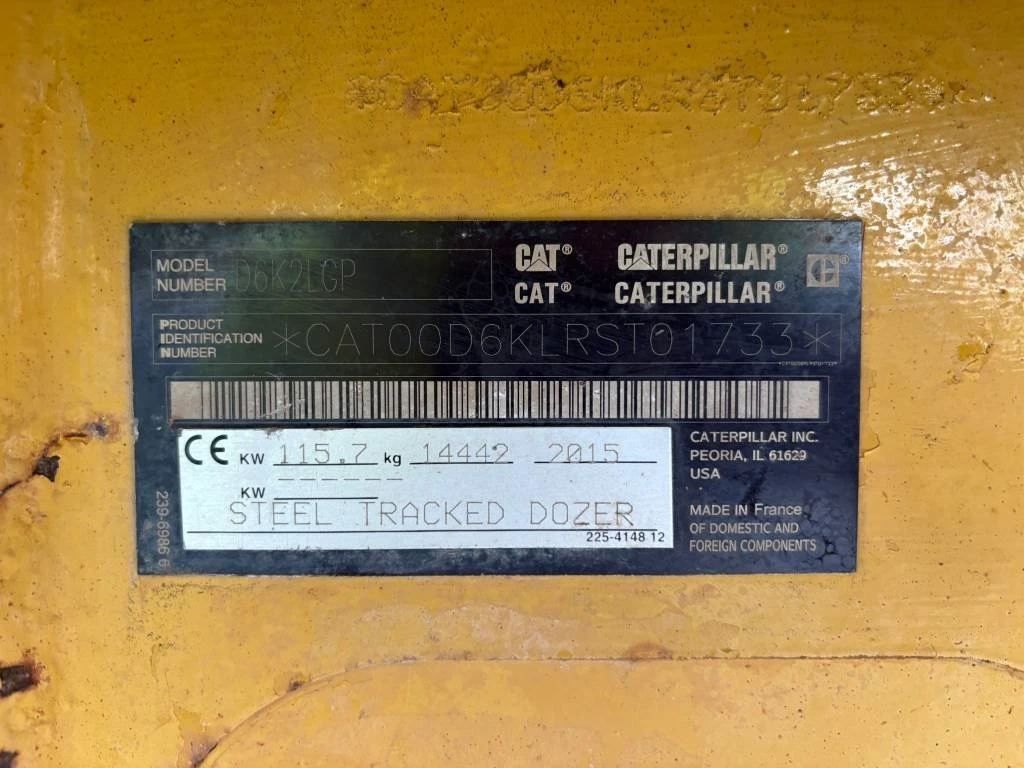 MODEL NUMBER D6K2LGP
CAT® CATERPILLAR®
CAT® CATERPILLAR®
PRODUCT IDENTIFICATION NUMBER *CAT00D6KLRST01733*
*CAT00D6KLRST01733*
CE KW 115.7 kg 14442 2015
KW ------
STEEL TRACKED DOZER
225-4148 12
239-6986 6
CATERPILLAR INC.
PEORIA, IL 61629
USA
MADE IN France
OF DOMESTIC AND
FOREIGN COMPONENTS